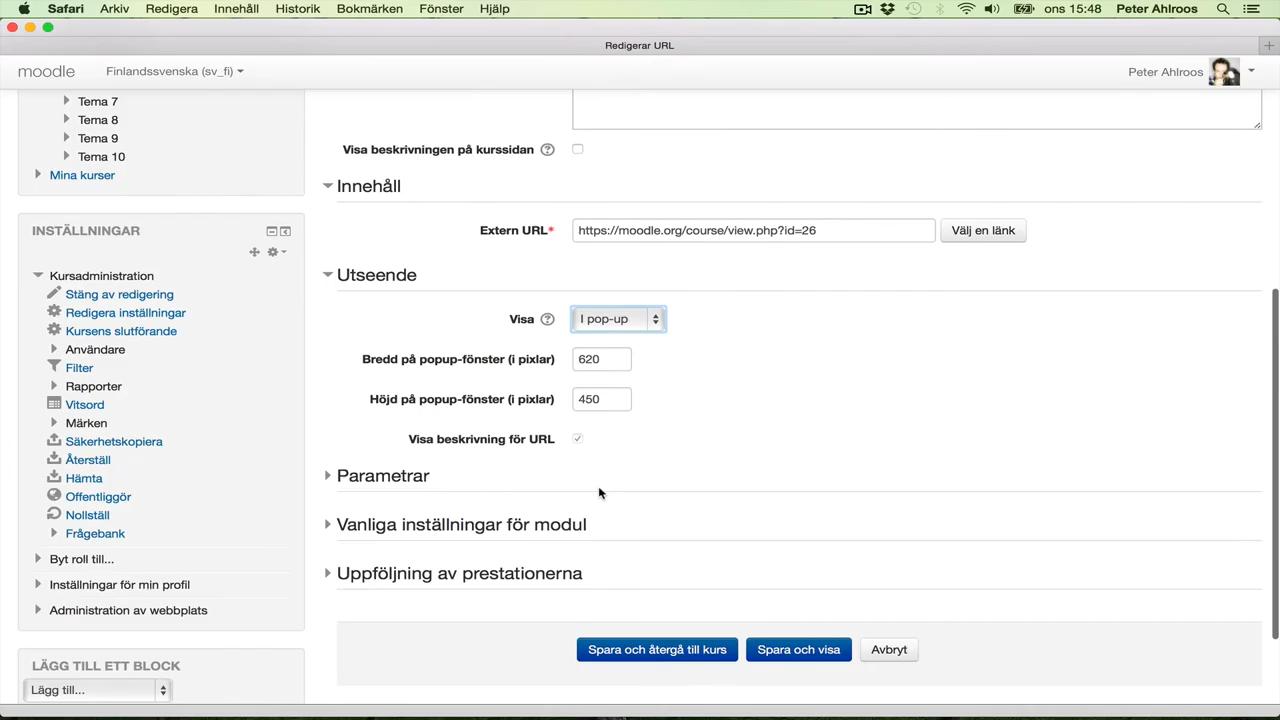 Safari Arkiv Redigera Innehåll Historik Bokmärken Fönster Hjälp ons 15:48 Peter Ahlroos
Redigerar URL
moodle Finlandssvenska (sv_fi) Peter Ahlroos
Tema 7
Tema 8
Tema 9
Tema 10
Mina kurser
INSTÄLLNINGAR
Kursadministration
Stäng av redigering
Redigera inställningar
Kursens slutförande
Användare
Filter
Rapporter
Vitsord
Märken
Säkerhetskopiera
Återställ
Hämta
Offentliggör
Nollställ
Frågebank
Byt roll till...
Inställningar för min profil
Administration av webbplats
LÄGG TILL ETT BLOCK
Lägg till...
Visa beskrivningen på kurssidan
Innehåll
Extern URL* https://moodle.org/course/view.php?id=26 Välj en länk
Utseende
Visa I pop-up
Bredd på popup-fönster (i pixlar) 620
Höjd på popup-fönster (i pixlar) 450
Visa beskrivning för URL
Parametrar
Vanliga inställningar för modul
Uppföljning av prestationerna
Spara och återgå till kurs Spara och visa Avbryt